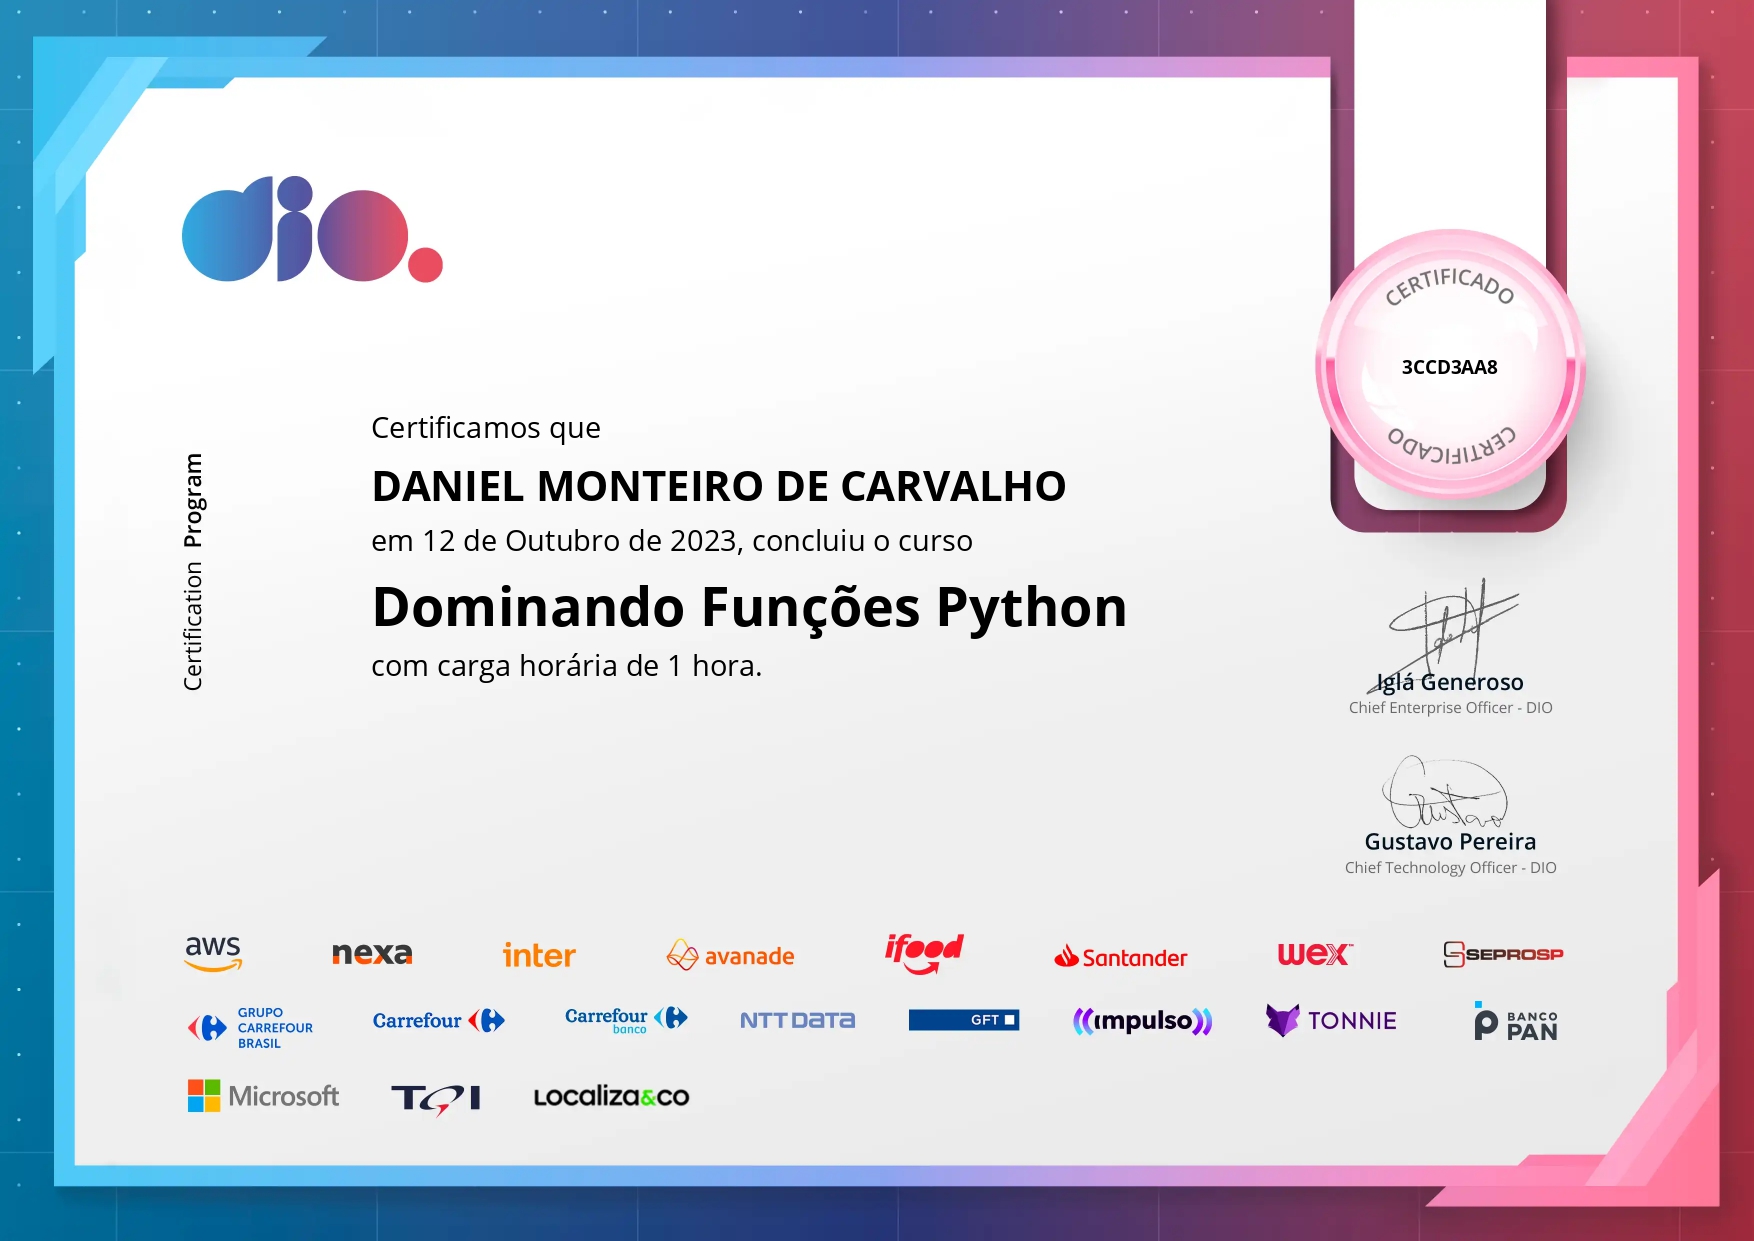 dio.
CERTIFICADO
3CCD3AA8
CERTIFICADO
Certification Program
Certificamos que
DANIEL MONTEIRO DE CARVALHO
em 12 de Outubro de 2023, concluiu o curso
Dominando Funções Python
com carga horária de 1 hora.
Iglá Generoso
Chief Enterprise Officer - DIO
Gustavo Pereira
Chief Technology Officer - DIO
aws nexa inter avanade ifood Santander wex SEPROSP
GRUPO
CARREFOUR
BRASIL
Carrefour
Carrefour
banco
NTT DATA
GFT
impulso
TONNIE
BANCO
PAN
Microsoft TQI Localiza&co